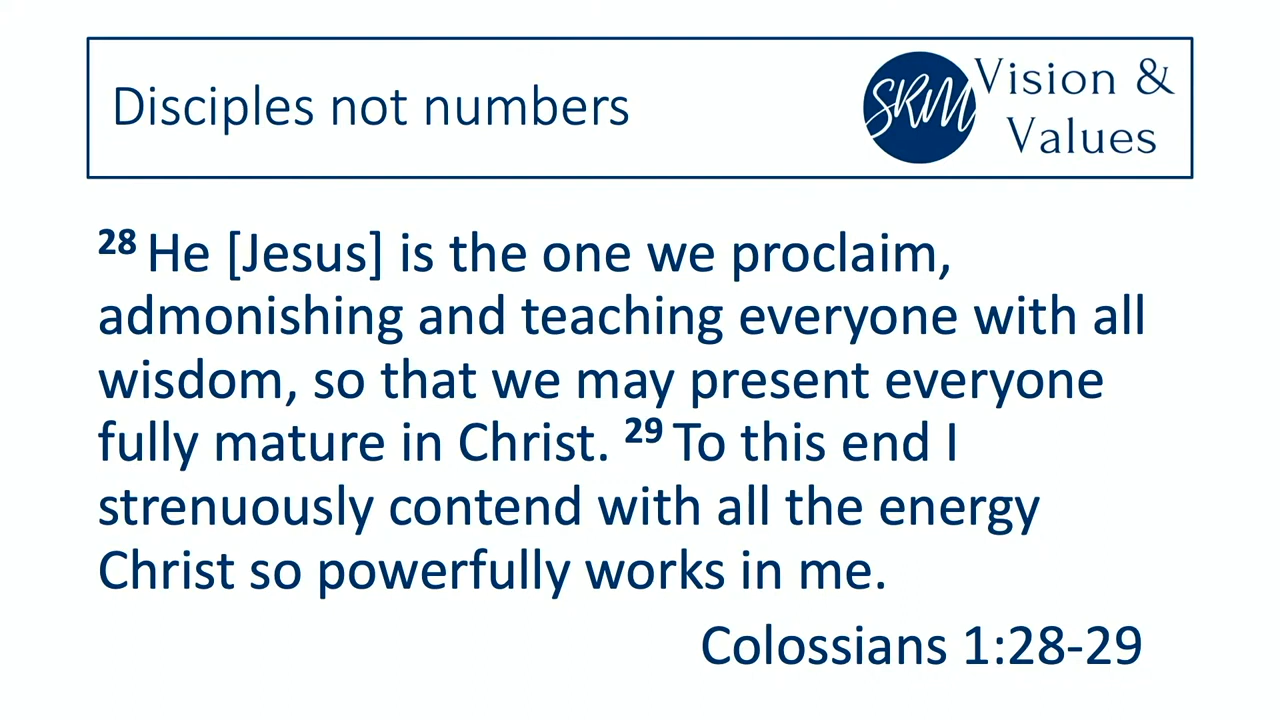 Disciples not numbers
SRM
Vision &
Values
28 He [Jesus] is the one we proclaim,
admonishing and teaching everyone with all
wisdom, so that we may present everyone
fully mature in Christ. 29 To this end I
strenuously contend with all the energy
Christ so powerfully works in me.
Colossians 1:28-29